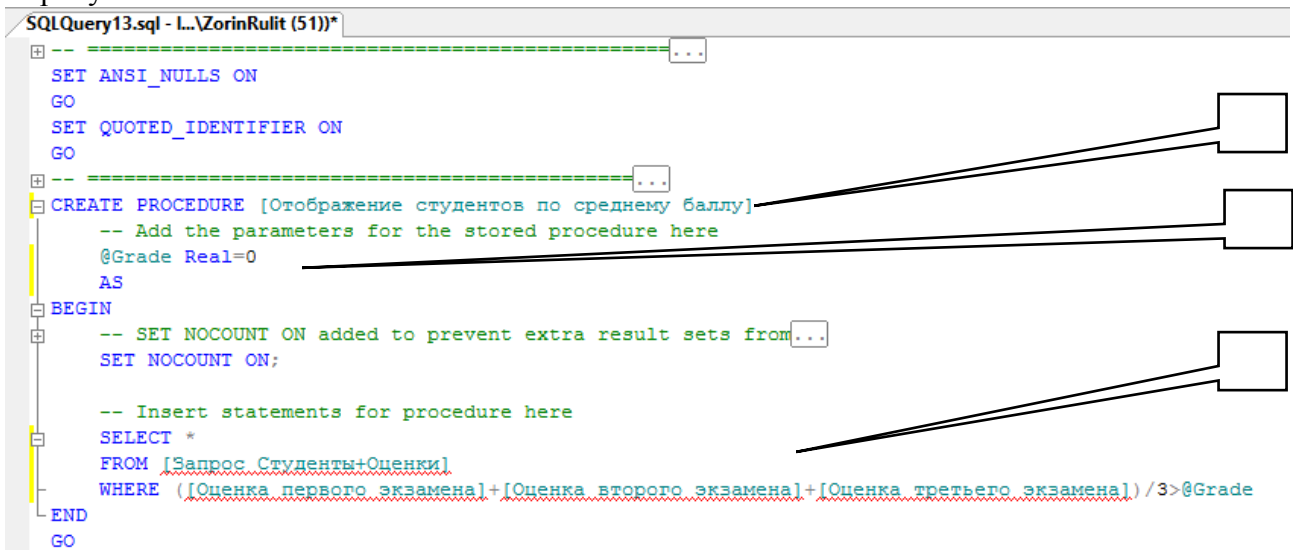 SQLQuery13.sql - l...\ZorinRulit (51))*
-- ==================================================...
SET ANSI_NULLS ON
GO
SET QUOTED_IDENTIFIER ON
GO
-- ===============================================...
CREATE PROCEDURE [Отображение студентов по среднему баллу]
-- Add the parameters for the stored procedure here
@Grade Real=0
AS
BEGIN
-- SET NOCOUNT ON added to prevent extra result sets from...
SET NOCOUNT ON;
-- Insert statements for procedure here
SELECT *
FROM [Запрос Студенты+Оценки]
WHERE ([Оценка первого экзамена]+[Оценка второго экзамена]+[Оценка третьего экзамена])/3>@Grade
END
GO